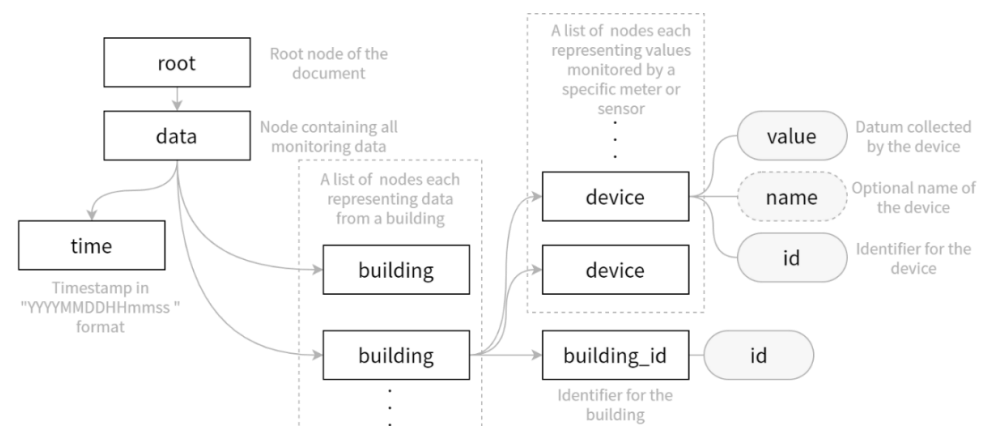 root
Root node of the
document
data
Node containing all
monitoring data
time
Timestamp in
"YYYYMMDDHHmmss "
format
A list of nodes each
representing data
from a building
building
building
A list of nodes each
representing values
monitored by a
specific meter or
sensor
device
device
building_id
Identifier for the
building
value
Datum collected
by the device
name
Optional name of
the device
id
Identifier for the
device
id